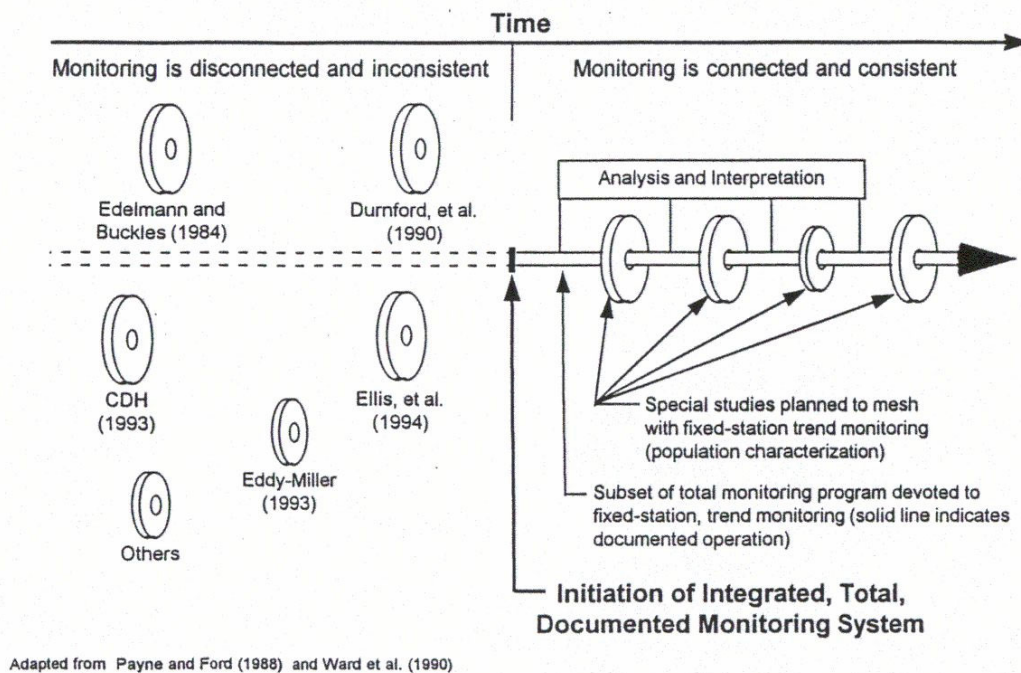 Time
Monitoring is disconnected and inconsistent
Monitoring is connected and consistent
Edelmann and
Buckles (1984)
Durnford, et al.
(1990)
Analysis and Interpretation
CDH
(1993)
Ellis, et al.
(1994)
Eddy-Miller
(1993)
Others
Special studies planned to mesh
with fixed-station trend monitoring
(population characterization)
Subset of total monitoring program devoted to
fixed-station, trend monitoring (solid line indicates
documented operation)
Initiation of Integrated, Total,
Documented Monitoring System
Adapted from Payne and Ford (1988) and Ward et al. (1990)